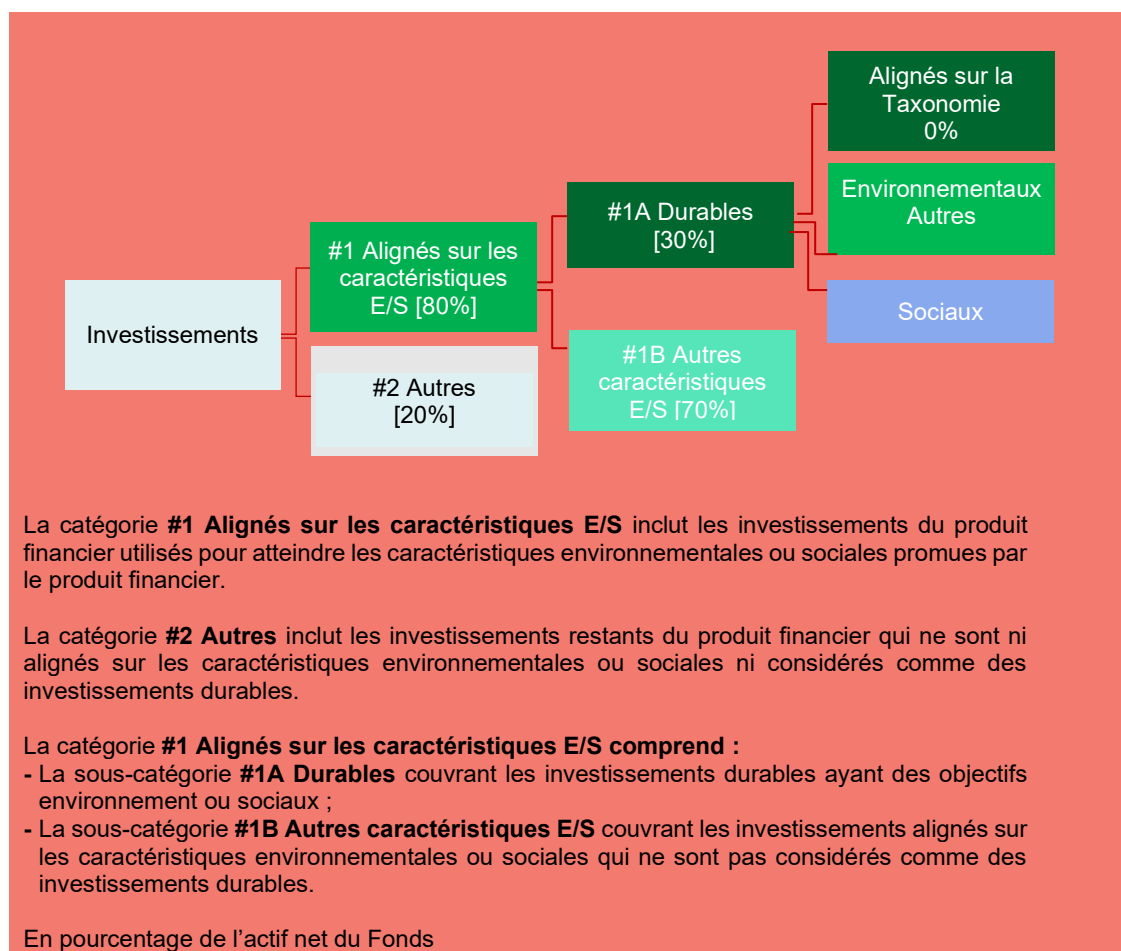 Alignés sur la
Taxonomie
0%
Environnementaux
Autres
#1A Durables
[30%]
#1 Alignés sur les
caractéristiques
E/S [80%]
Sociaux
Investissements
#1B Autres
caractéristiques
E/S [70%]
#2 Autres
[20%]
La catégorie #1 Alignés sur les caractéristiques E/S inclut les investissements du produit
financier utilisés pour atteindre les caractéristiques environnementales ou sociales promues par
le produit financier.
La catégorie #2 Autres inclut les investissements restants du produit financier qui ne sont ni
alignés sur les caractéristiques environnementales ou sociales ni considérés comme des
investissements durables.
La catégorie #1 Alignés sur les caractéristiques E/S comprend :
- La sous-catégorie #1A Durables couvrant les investissements durables ayant des objectifs
environnement ou sociaux ;
- La sous-catégorie #1B Autres caractéristiques E/S couvrant les investissements alignés sur
les caractéristiques environnementales ou sociales qui ne sont pas considérés comme des
investissements durables.
En pourcentage de l'actif net du Fonds